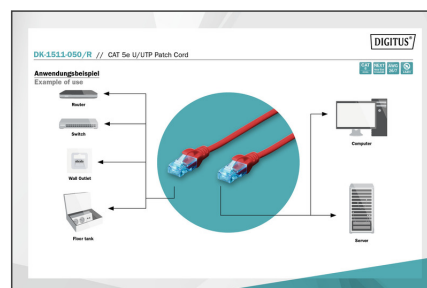 DIGITUS®
DK-1511-050/R // CAT 5e U/UTP Patch Cord
Anwendungsbeispiel
Example of use
Router
Switch
Wall Outlet
Floor tank
Computer
Server